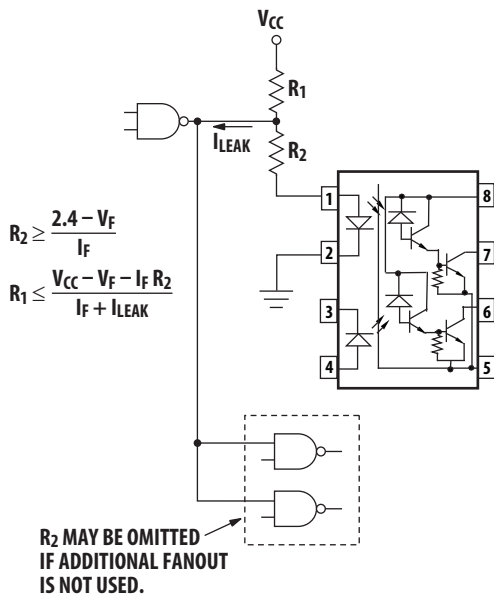 VCC
R1
ILEAK
R2
1
8
2
7
3
6
4
5
R2 ≥ 2.4 – VF / IF
R1 ≤ VCC – VF – IF R2 / IF + ILEAK
R2 MAY BE OMITTED
IF ADDITIONAL FANOUT
IS NOT USED.